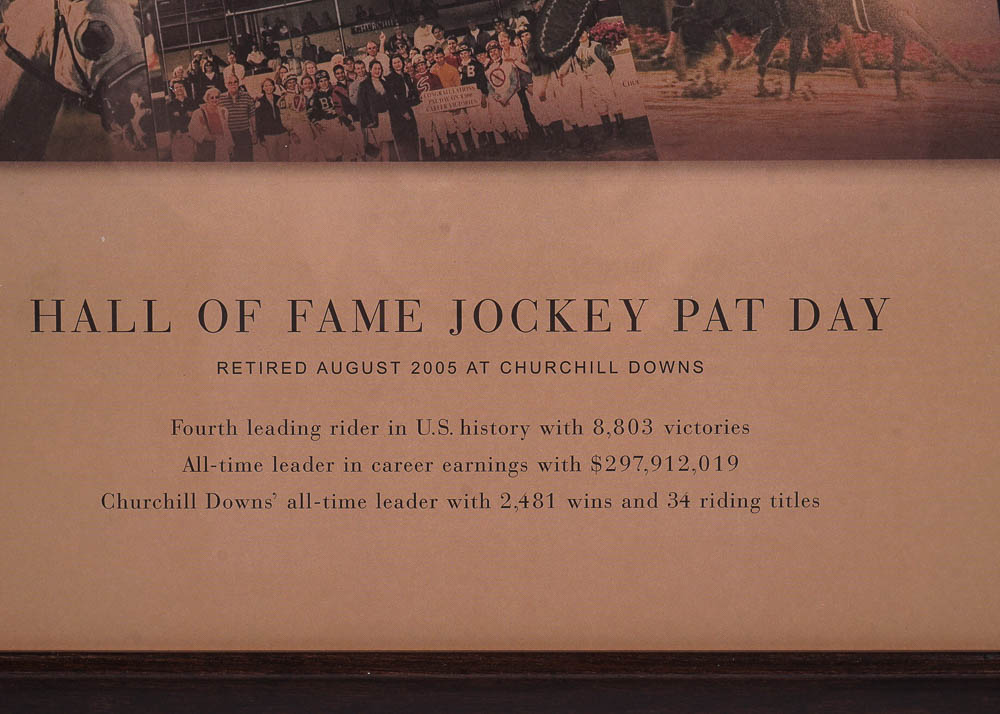 CONGRATULATIONS
HALL OF FAME JOCKEY PAT DAY
RETIRED AUGUST 2005 AT CHURCHILL DOWNS
Fourth leading rider in U.S. history with 8,803 victories
All-time leader in career earnings with $297,912,019
Churchill Downs’ all-time leader with 2,481 wins and 34 riding titles